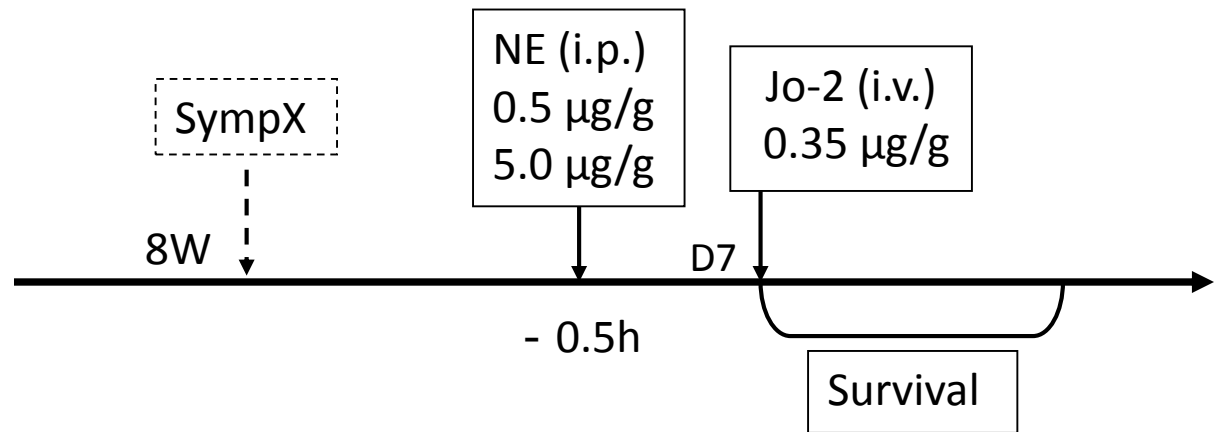 NE (i.p.)
0.5 µg/g
5.0 µg/g
Jo-2 (i.v.)
0.35 µg/g
SympX
8W
D7
- 0.5h
Survival